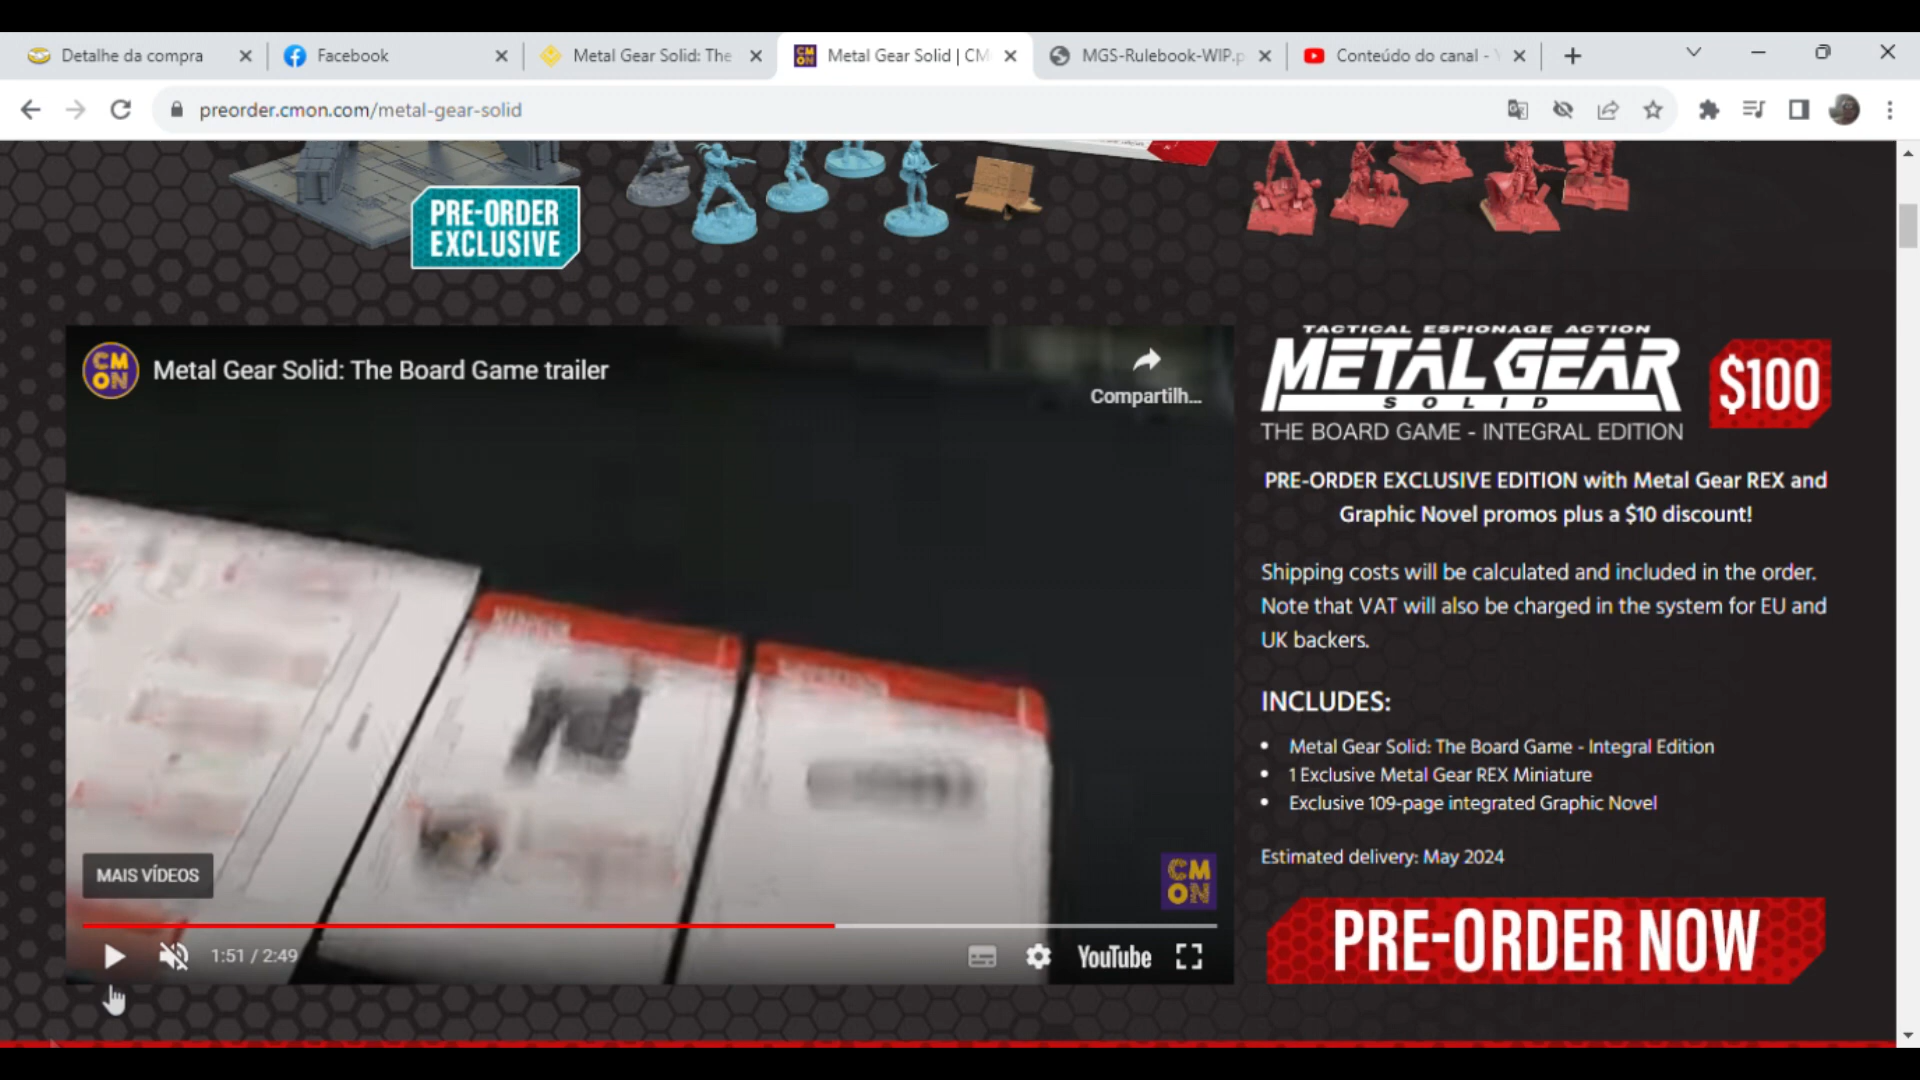 Detalhe da compra
Facebook
Metal Gear Solid: The
Metal Gear Solid | CM
MGS-Rulebook-WIP.p
Conteúdo do canal -
preorder.cmon.com/metal-gear-solid
PRE-ORDER
EXCLUSIVE
CM
ON
Metal Gear Solid: The Board Game trailer
Compartilh...
MAIS VÍDEOS
CM
ON
1:51 / 2:49
YouTube
TACTICAL ESPIONAGE ACTION
METAL GEAR
SOLID
THE BOARD GAME - INTEGRAL EDITION
$100
PRE-ORDER EXCLUSIVE EDITION with Metal Gear REX and
Graphic Novel promos plus a $10 discount!
Shipping costs will be calculated and included in the order.
Note that VAT will also be charged in the system for EU and
UK backers.
INCLUDES:
• Metal Gear Solid: The Board Game - Integral Edition
• 1 Exclusive Metal Gear REX Miniature
• Exclusive 109-page integrated Graphic Novel
Estimated delivery: May 2024
PRE-ORDER NOW